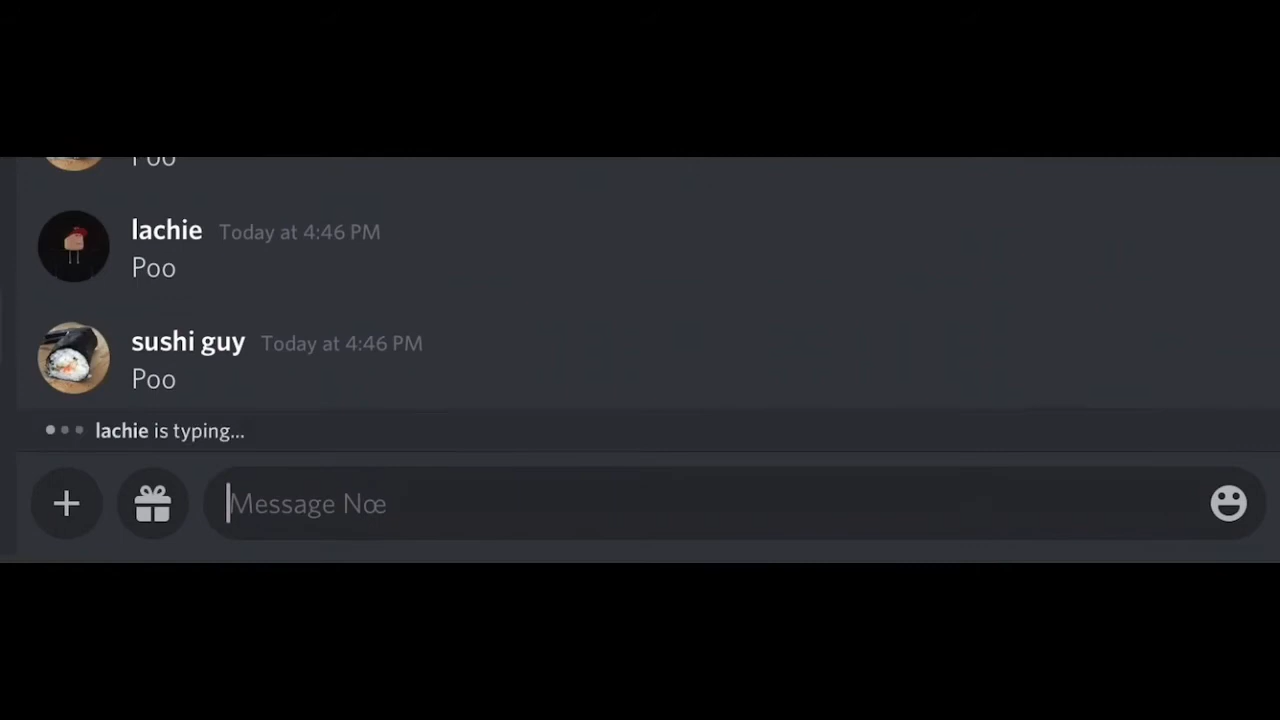 Poo
lachie Today at 4:46 PM
Poo
sushi guy Today at 4:46 PM
Poo
lachie is typing...
Message Nœ